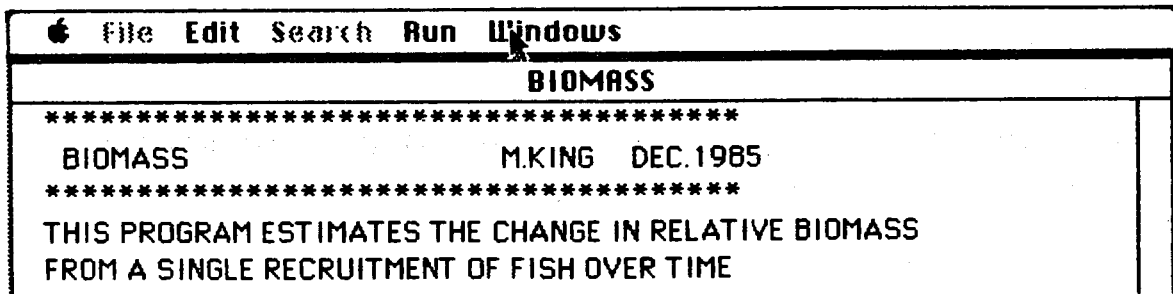 File Edit Search Run Windows
BIOMASS
**************************************
BIOMASS M.KING DEC.1985
**************************************
THIS PROGRAM ESTIMATES THE CHANGE IN RELATIVE BIOMASS
FROM A SINGLE RECRUITMENT OF FISH OVER TIME